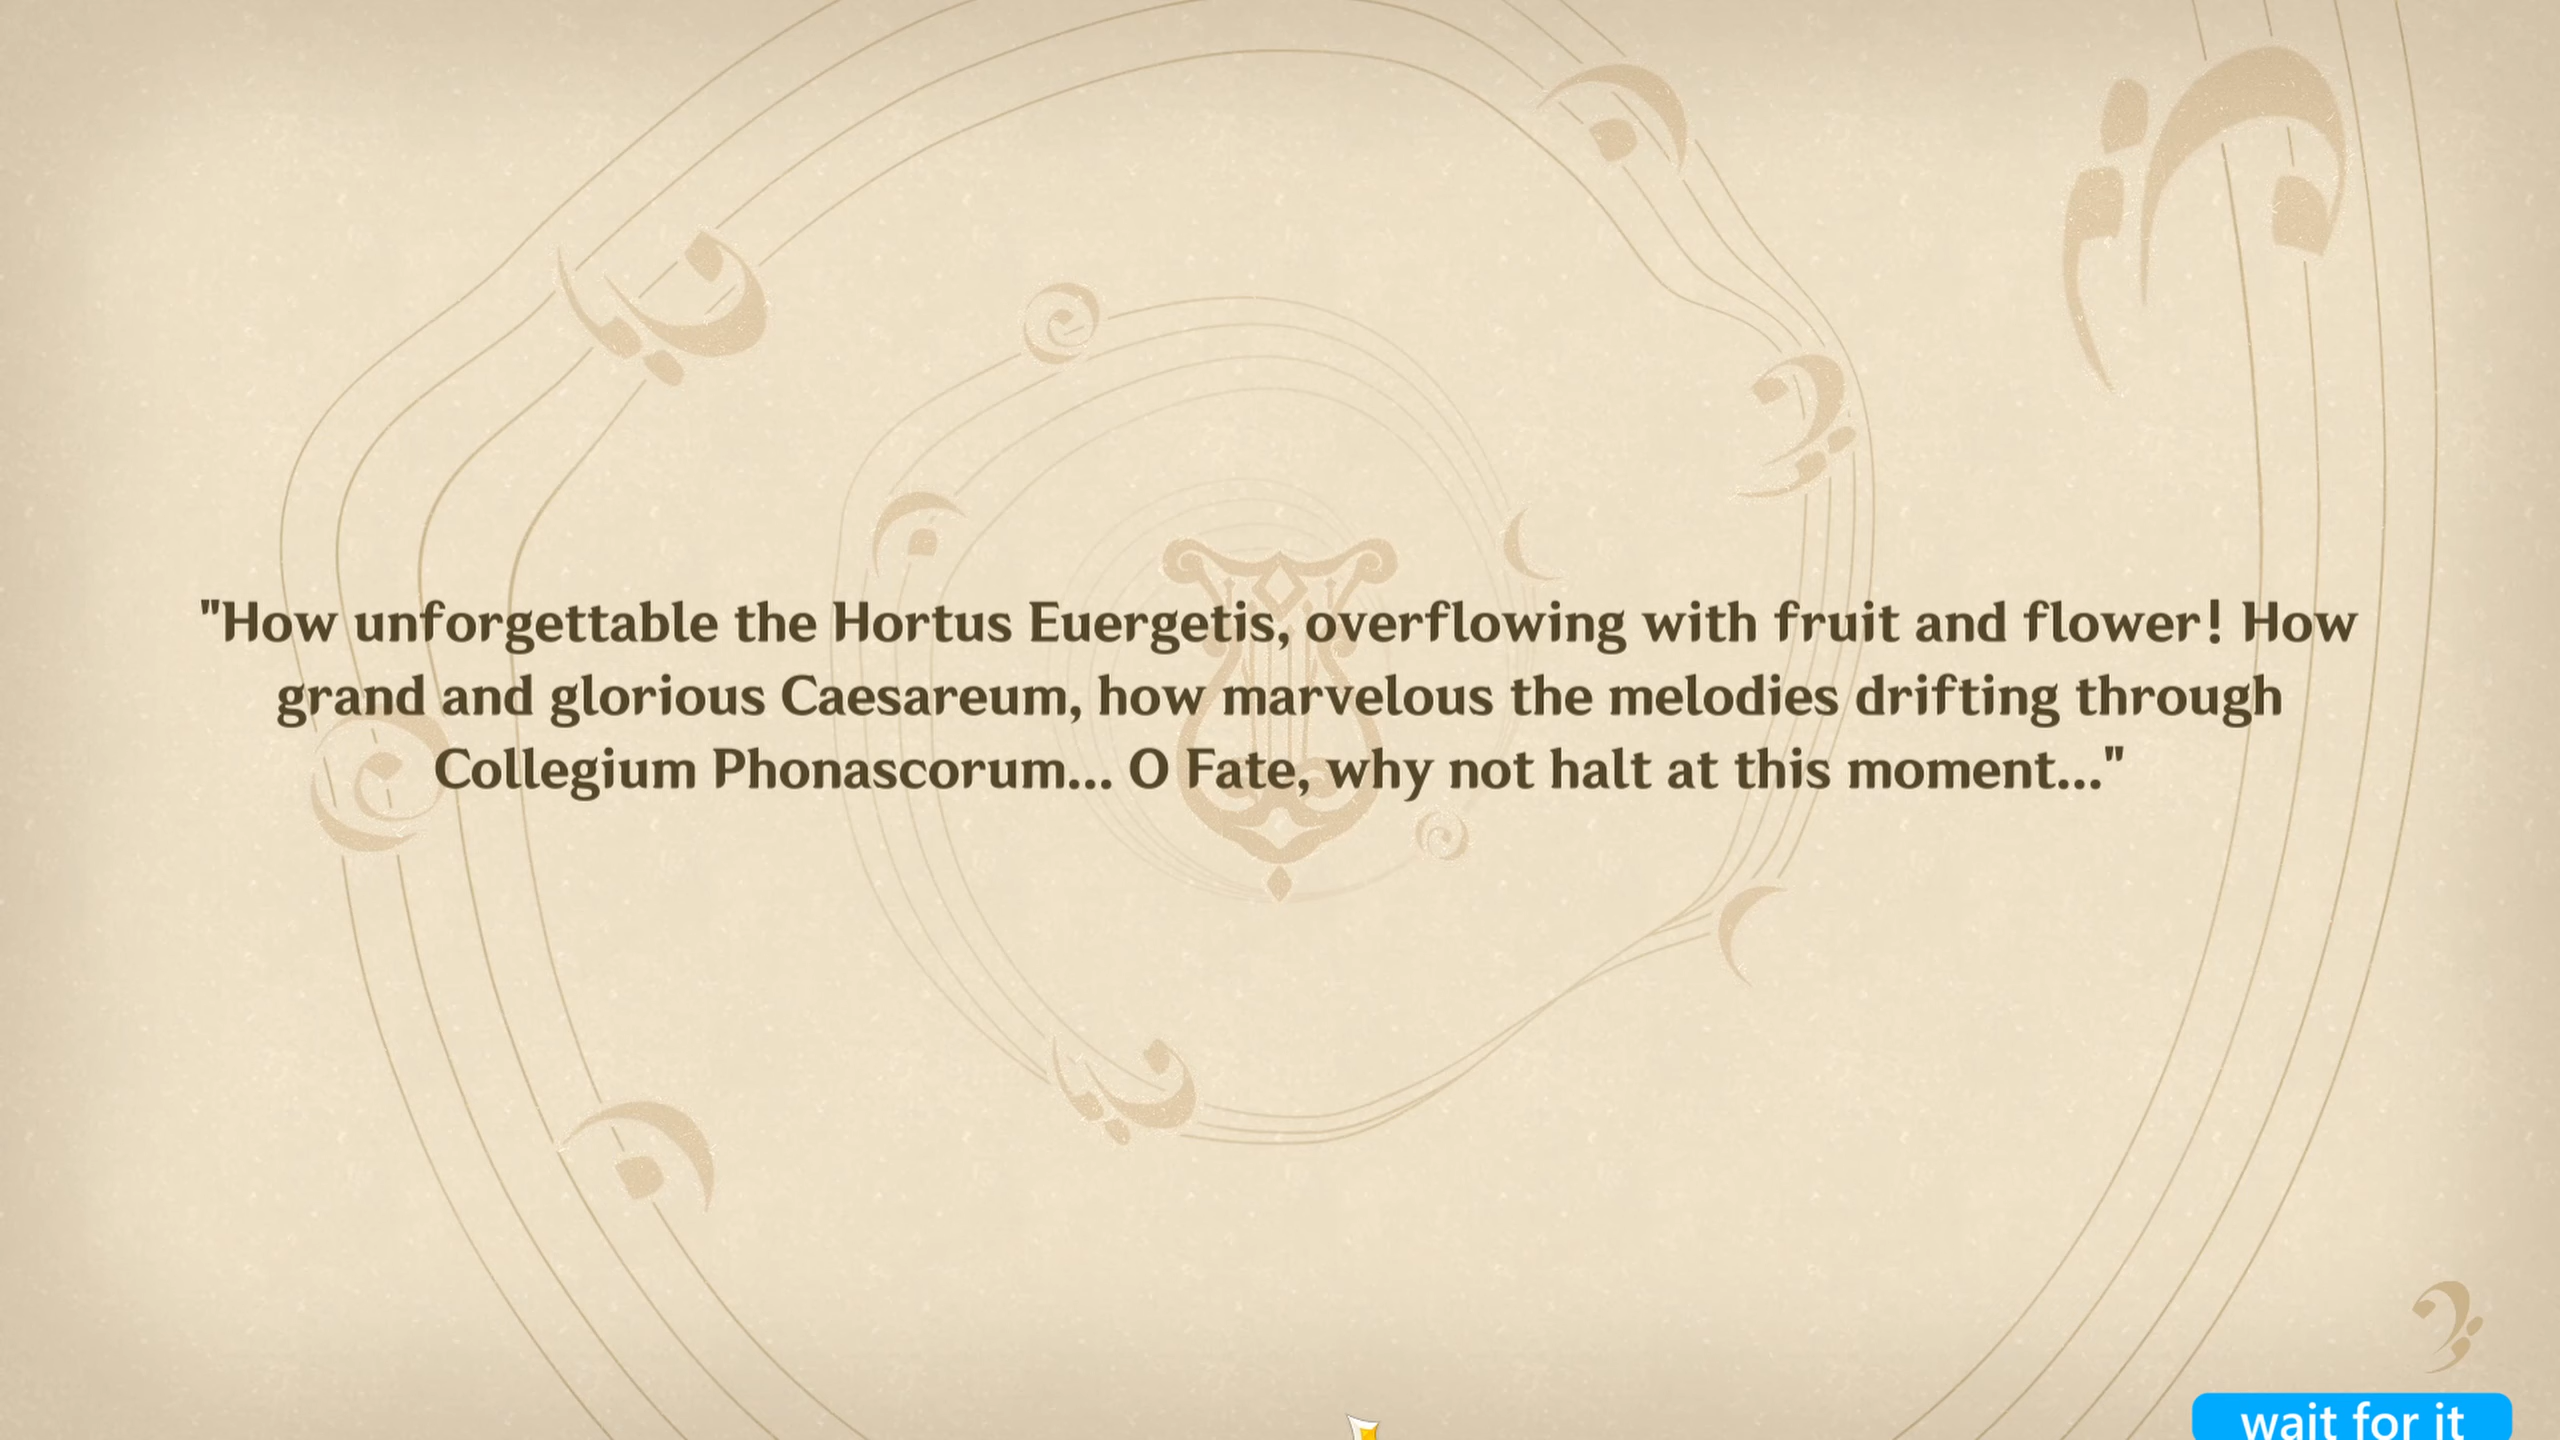 "How unforgettable the Hortus Euergetis, overflowing with fruit and flower! How
grand and glorious Caesareum, how marvelous the melodies drifting through
Collegium Phonascorum... O Fate, why not halt at this moment..."
wait for it